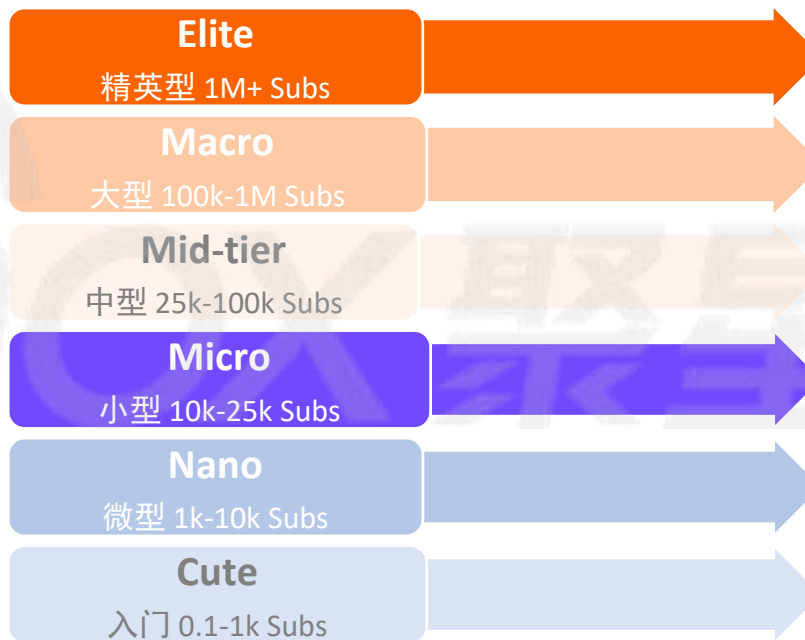 Elite
精英型 1M+ Subs
Macro
大型 100k-1M Subs
Mid-tier
中型 25k-100k Subs
Micro
小型 10k-25k Subs
Nano
微型 1k-10k Subs
Cute
入门 0.1-1k Subs
OX